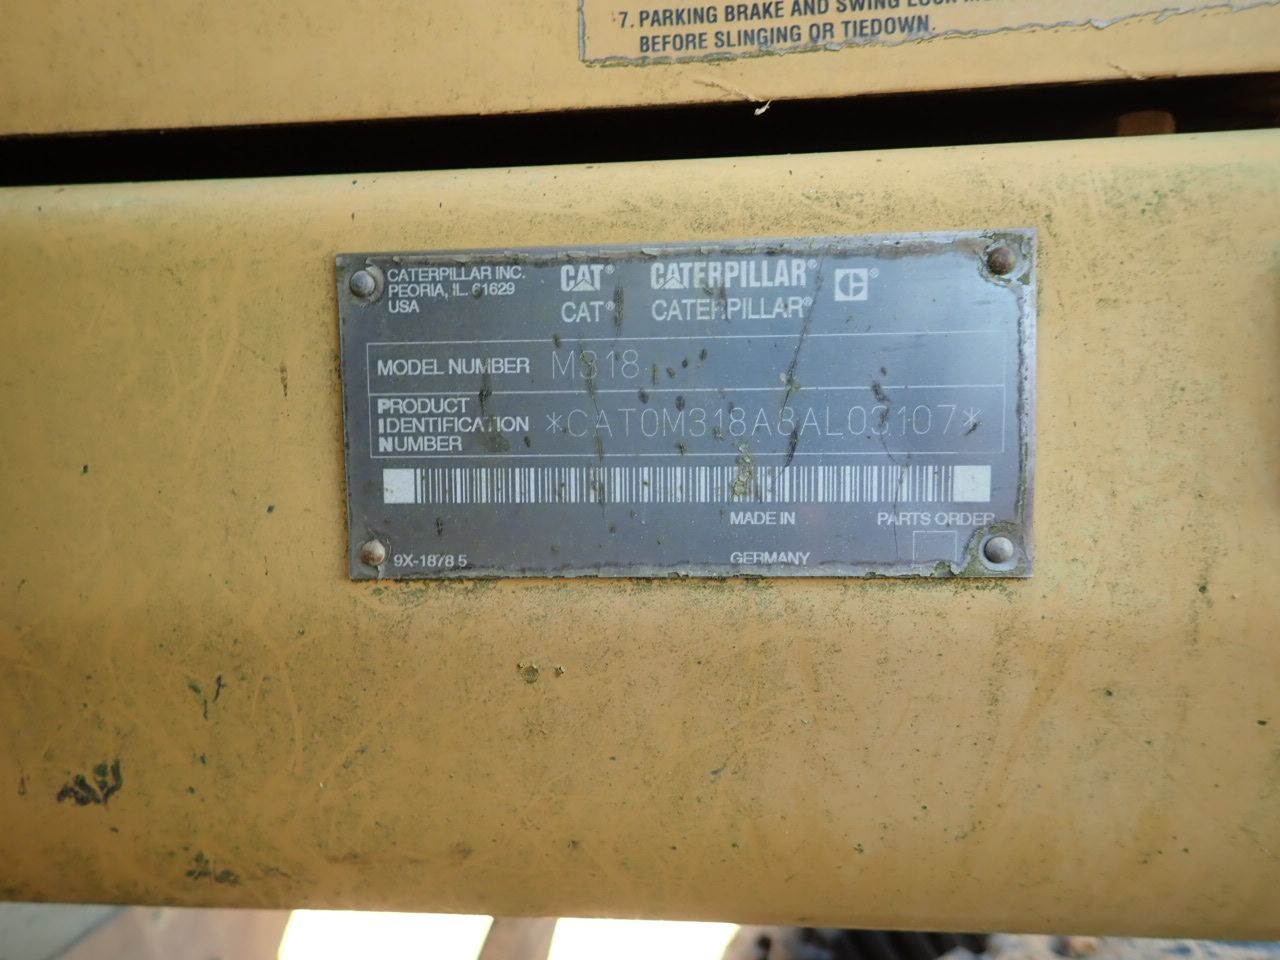 7. PARKING BRAKE AND SWING LOCK
BEFORE SLINGING OR TIEDOWN.
CATERPILLAR INC.
PEORIA, IL. 61629
USA
CAT® CATERPILLAR® ®
CAT® CATERPILLAR®
MODEL NUMBER M318
PRODUCT
IDENTIFICATION
NUMBER
*CAT0M318A8AL03107*
MADE IN
GERMANY
PARTS ORDER
9X-1878 5